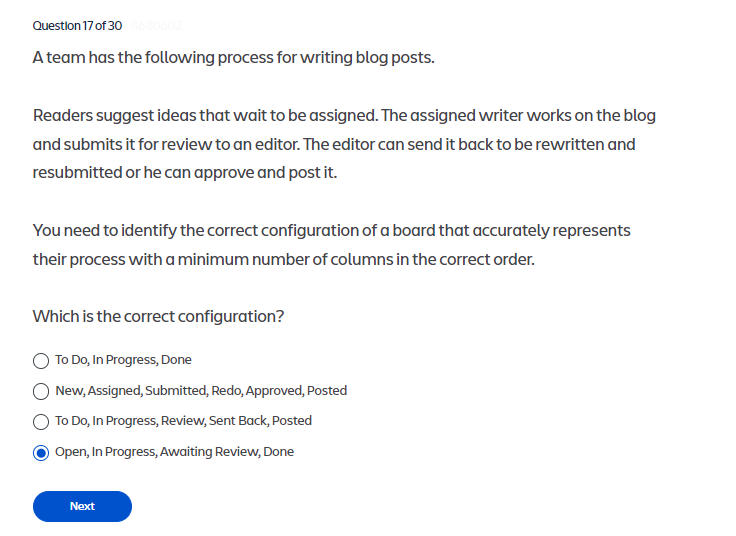 Question 17 of 30
A team has the following process for writing blog posts.
Readers suggest ideas that wait to be assigned. The assigned writer works on the blog
and submits it for review to an editor. The editor can send it back to be rewritten and
resubmitted or he can approve and post it.
You need to identify the correct configuration of a board that accurately represents
their process with a minimum number of columns in the correct order.
Which is the correct configuration?
To Do, In Progress, Done
New, Assigned, Submitted, Redo, Approved, Posted
To Do, In Progress, Review, Sent Back, Posted
Open, In Progress, Awaiting Review, Done
Next